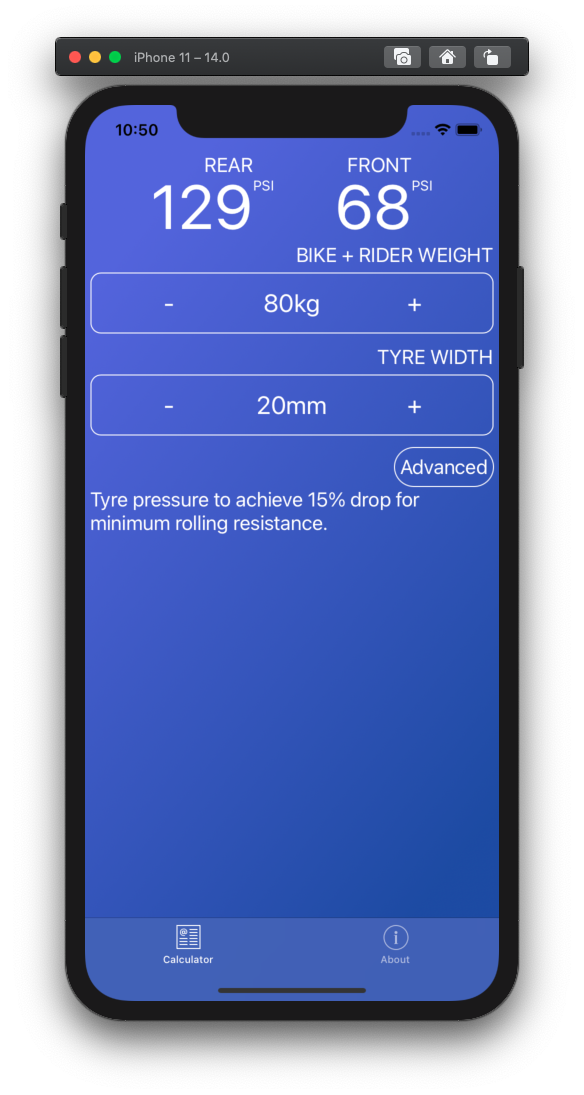 iPhone 11 – 14.0
10:50
REAR FRONT
129 PSI 68 PSI
BIKE + RIDER WEIGHT
- 80kg +
TYRE WIDTH
- 20mm +
Advanced
Tyre pressure to achieve 15% drop for
minimum rolling resistance.
Calculator About